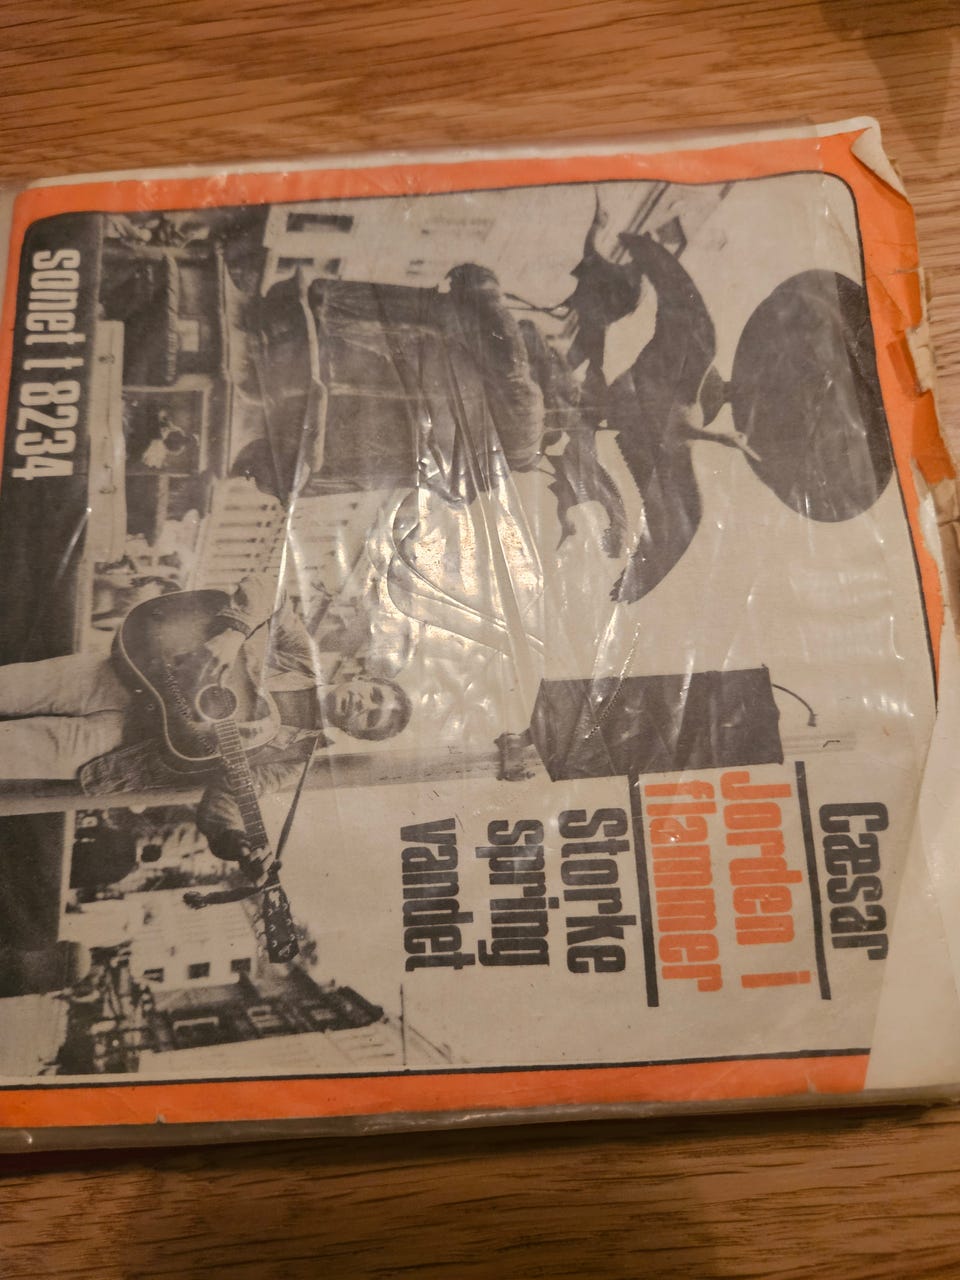 Cæsar
Jorden i
flammer
Storke
spring
vandet
sonet t 8234